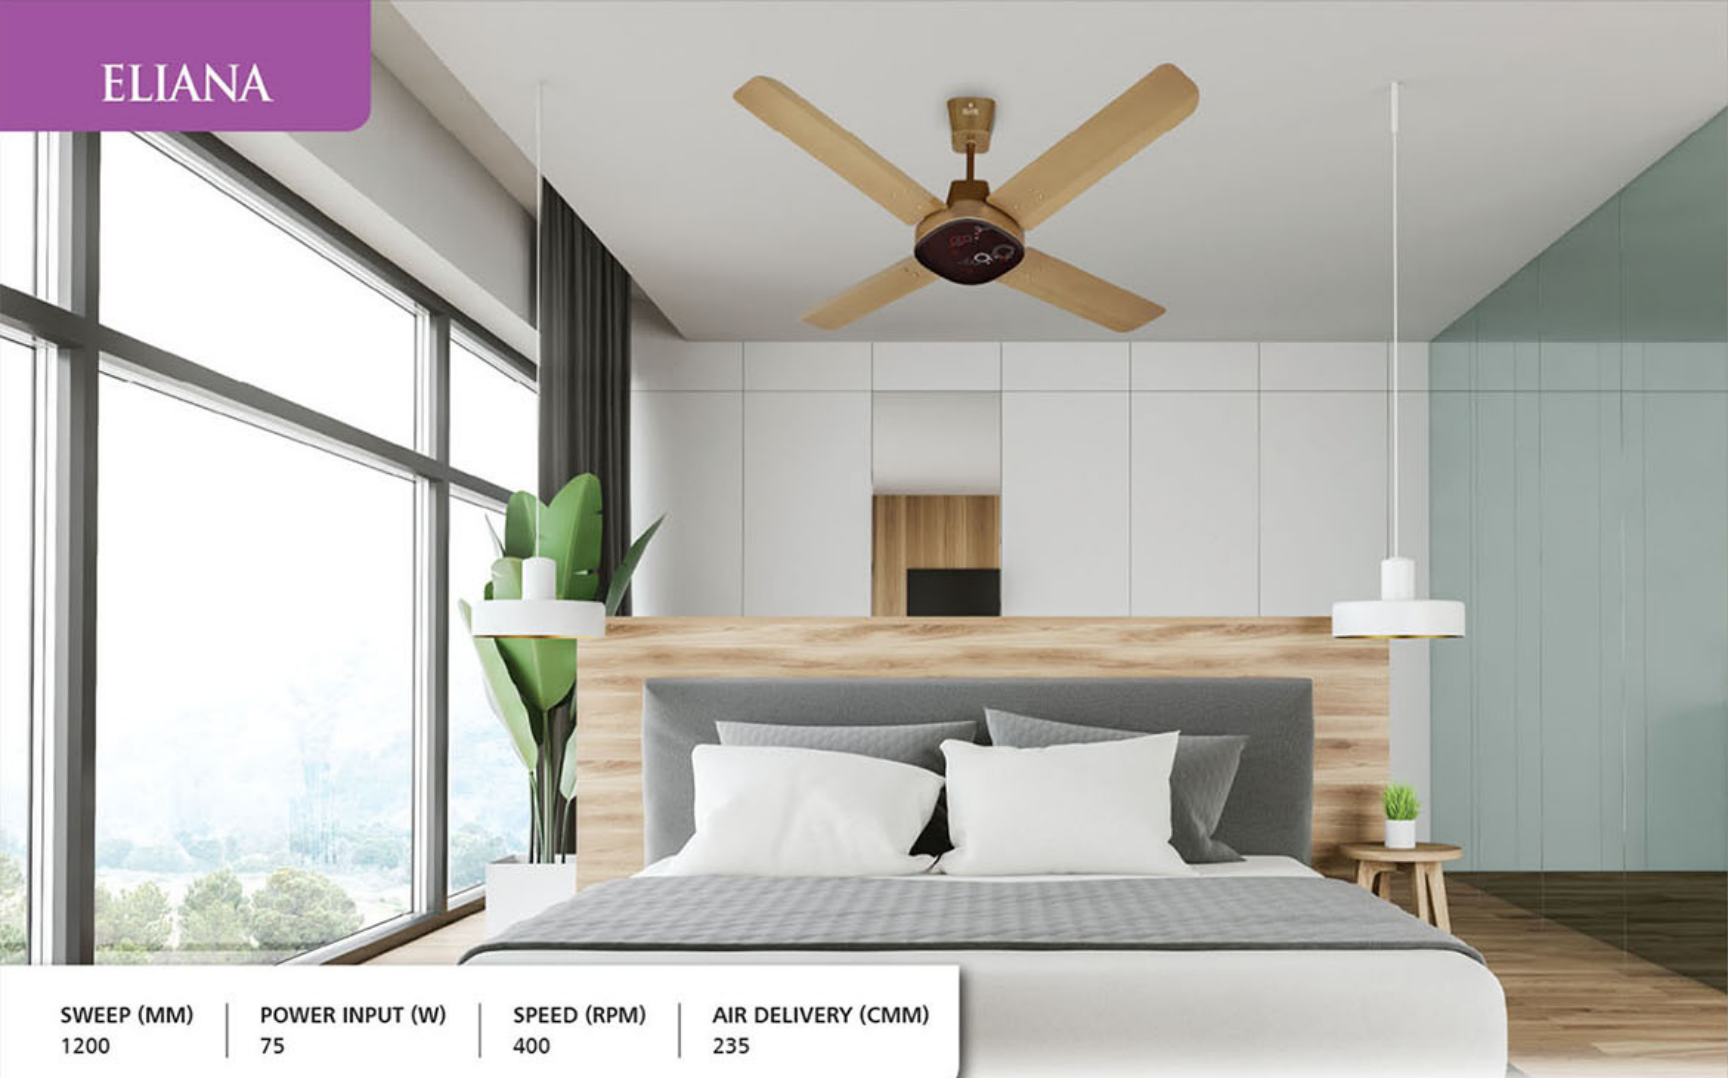 ELIANA
SWEEP (MM)
1200
POWER INPUT (W)
75
SPEED (RPM)
400
AIR DELIVERY (CMM)
235